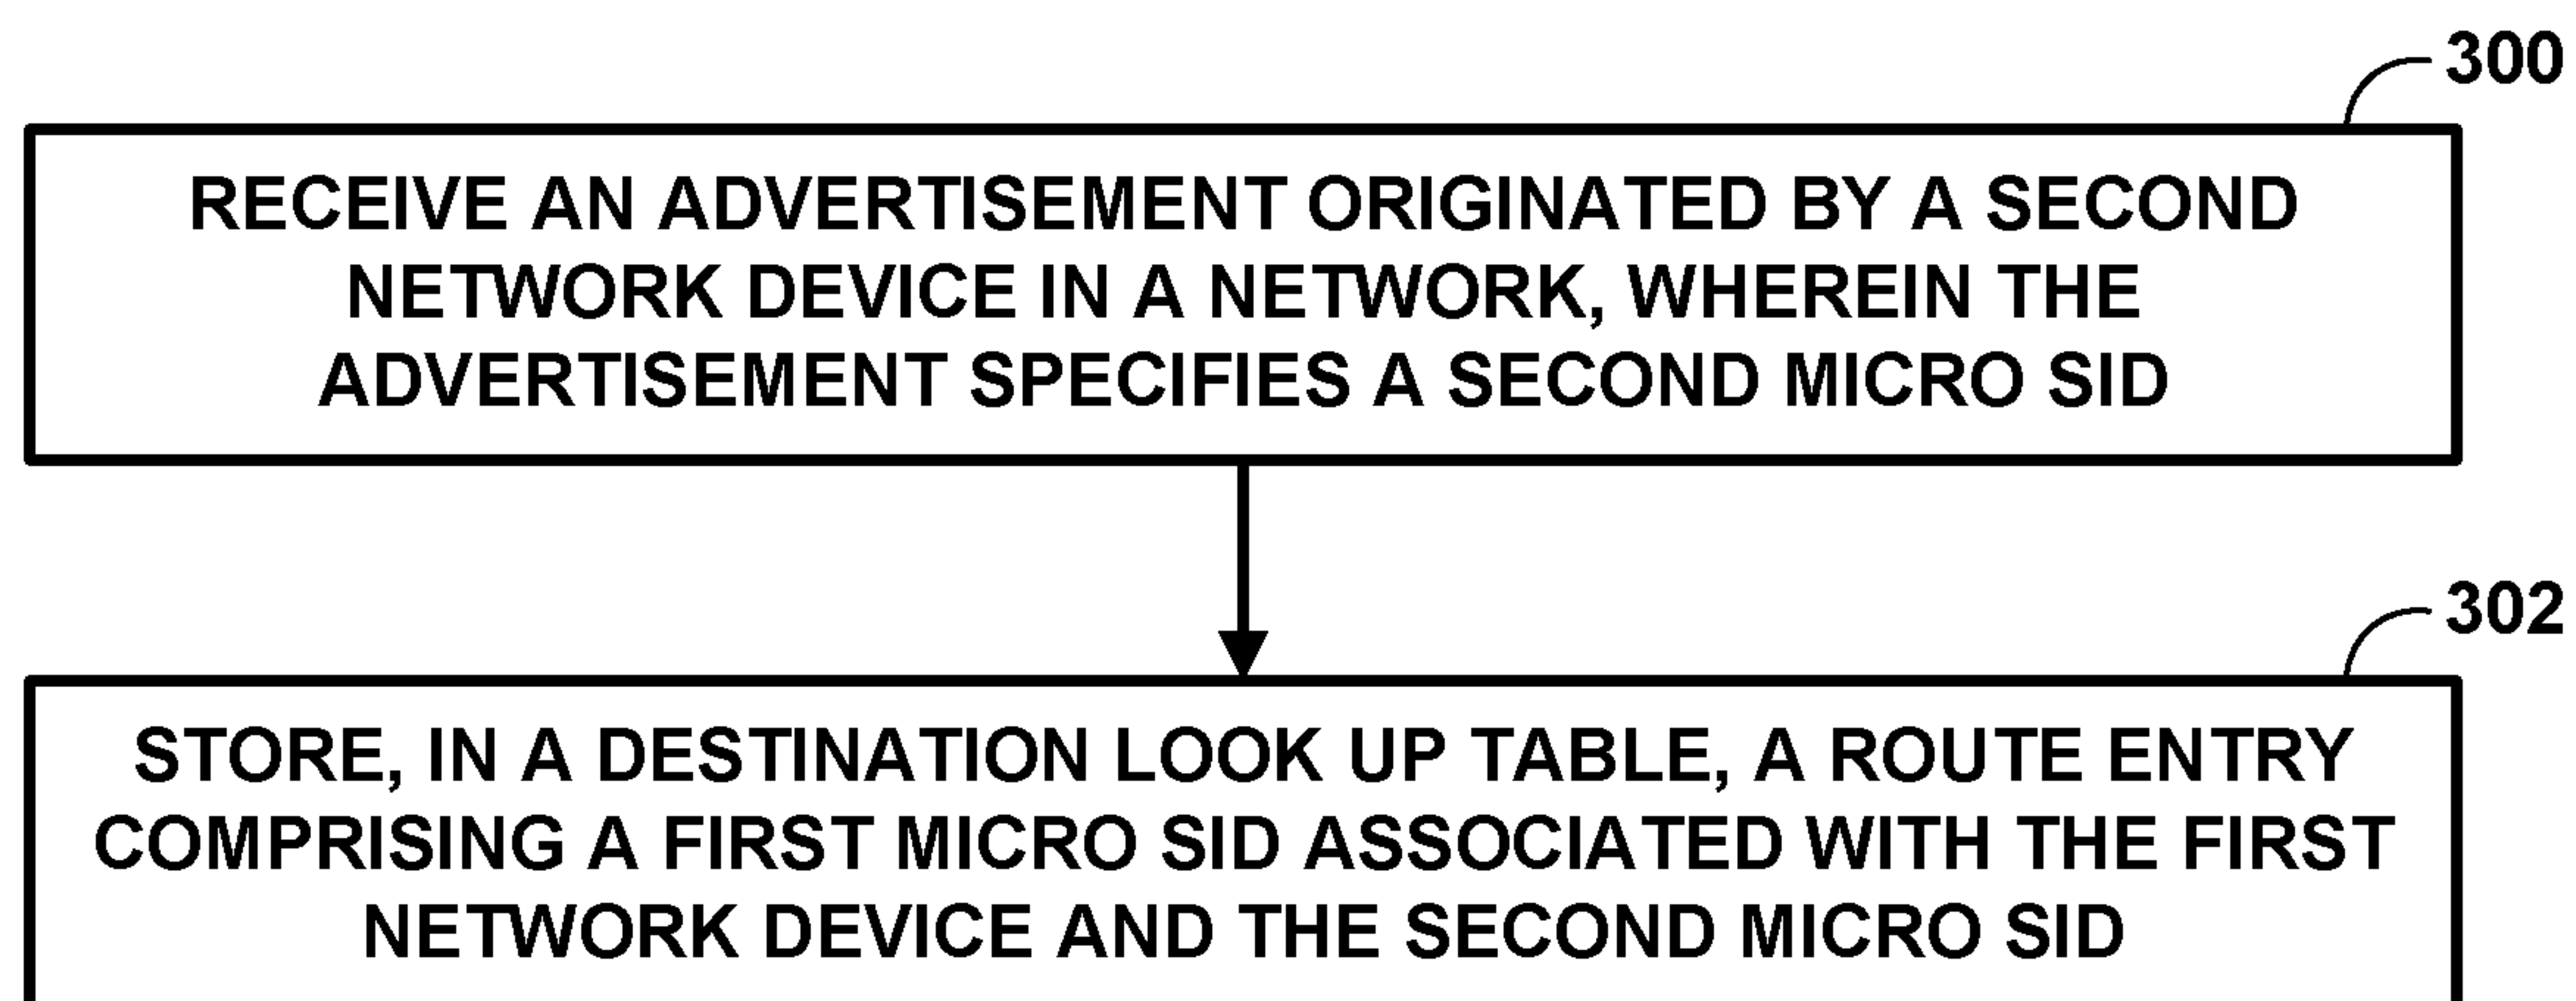 300
RECEIVE AN ADVERTISEMENT ORIGINATED BY A SECOND
NETWORK DEVICE IN A NETWORK, WHEREIN THE
ADVERTISEMENT SPECIFIES A SECOND MICRO SID
302
STORE, IN A DESTINATION LOOK UP TABLE, A ROUTE ENTRY
COMPRISING A FIRST MICRO SID ASSOCIATED WITH THE FIRST
NETWORK DEVICE AND THE SECOND MICRO SID